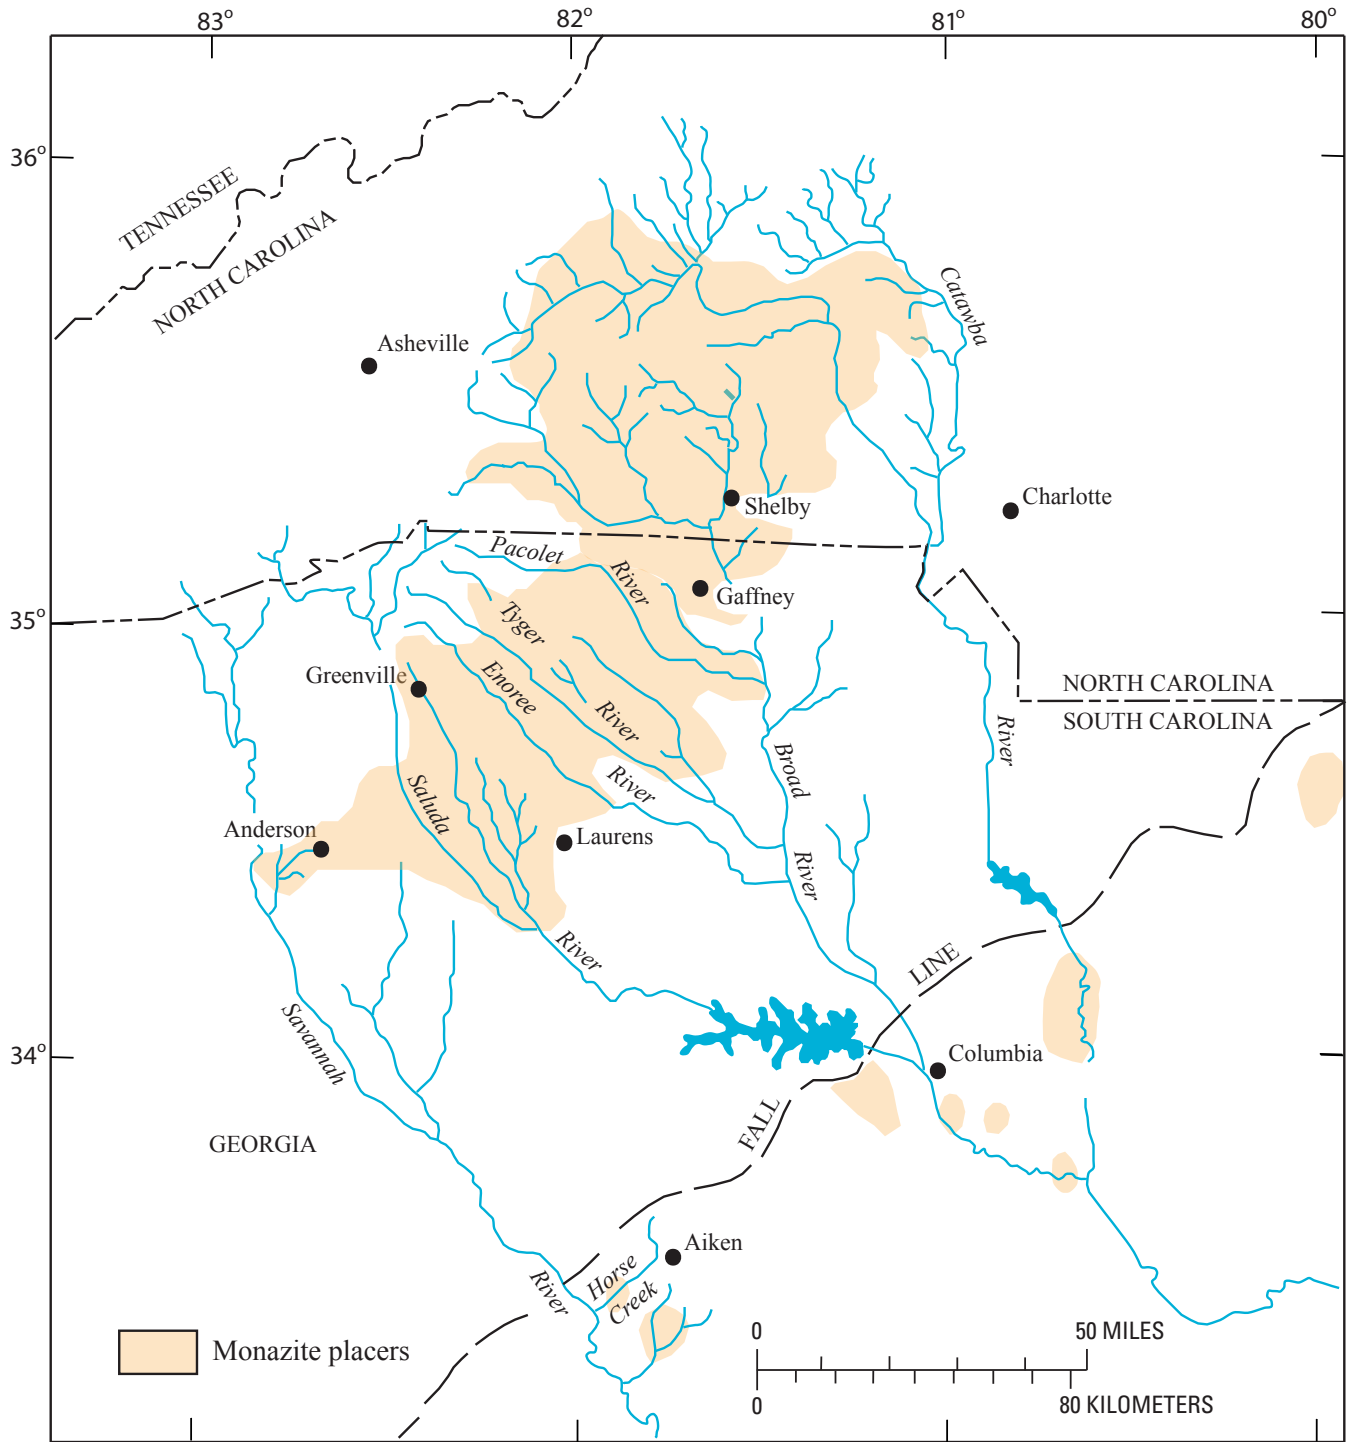 83°
82°
81°
80°
36°
TENNESSEE
NORTH CAROLINA
Catawba
Asheville
Charlotte
Shelby
Pacolet
River
Gaffney
35°
Tyger
Greenville
Enoree
NORTH CAROLINA
SOUTH CAROLINA
River
River
Broad
River
Saluda
Anderson
Laurens
River
River
LINE
Savannah
34°
Columbia
FALL
GEORGIA
Aiken
Horse
Creek
River
0
50 MILES
Monazite placers
0
80 KILOMETERS